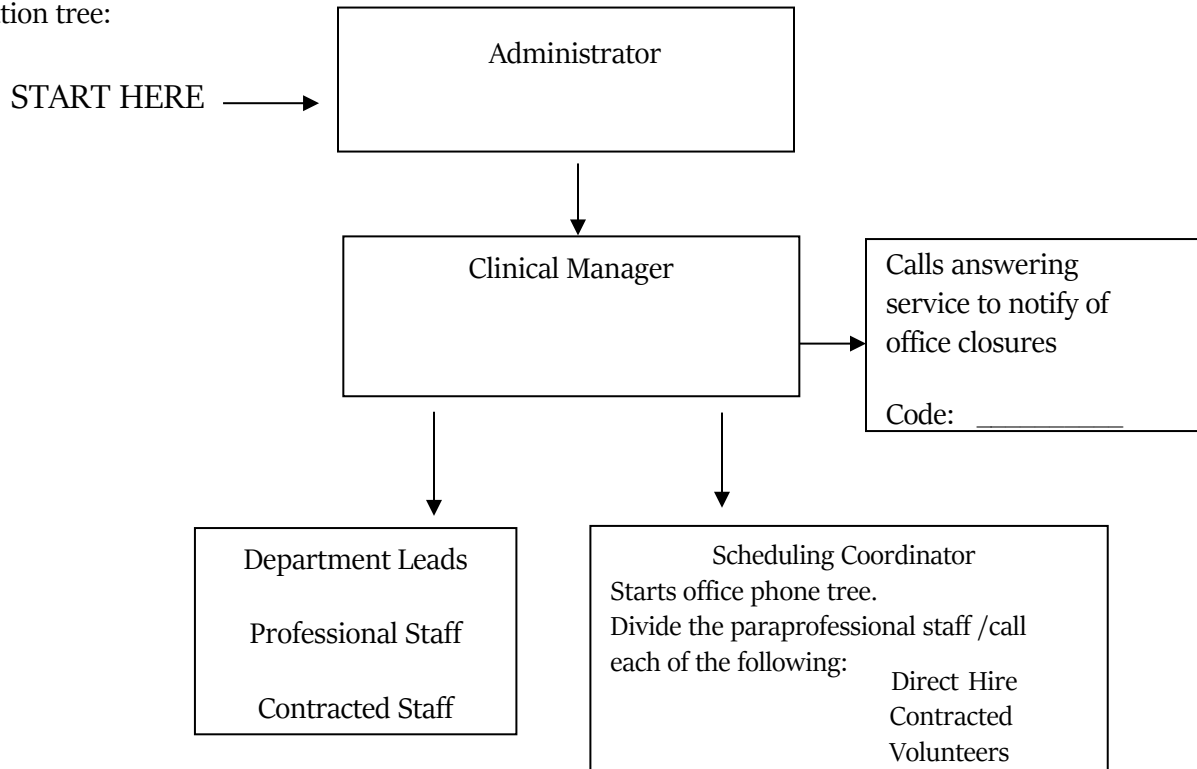 tion tree:
Administrator
START HERE
Clinical Manager
Calls answering
service to notify of
office closures
Code: __________
Department Leads
Professional Staff
Contracted Staff
Scheduling Coordinator
Starts office phone tree.
Divide the paraprofessional staff /call
each of the following:
Direct Hire
Contracted
Volunteers